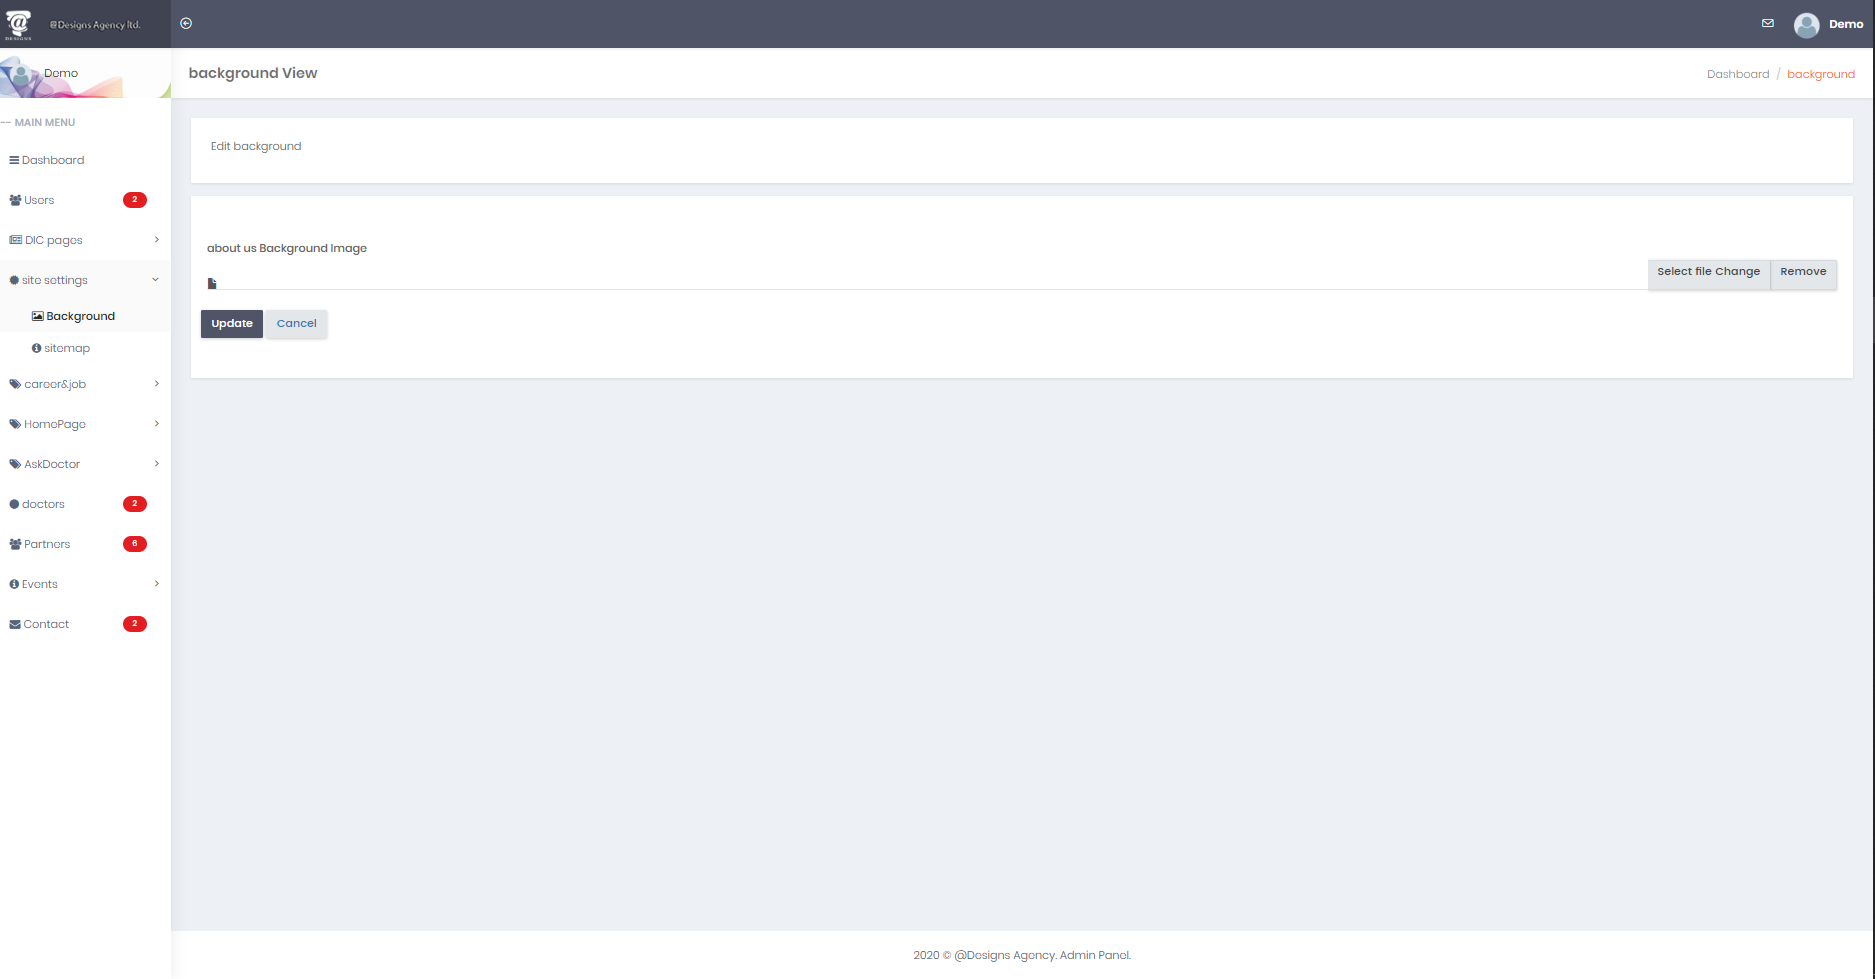 @Designs Agency ltd.
DESIGNS
Demo
Demo
background View
Dashboard / background
-- MAIN MENU
Dashboard
Users 2
DIC pages
site settings
Background
sitemap
career&job
HomePage
AskDoctor
doctors 2
Partners 6
Events
Contact 2
Edit background
about us Background Image
Select file Change Remove
Update Cancel
2020 © @Designs Agency. Admin Panel.